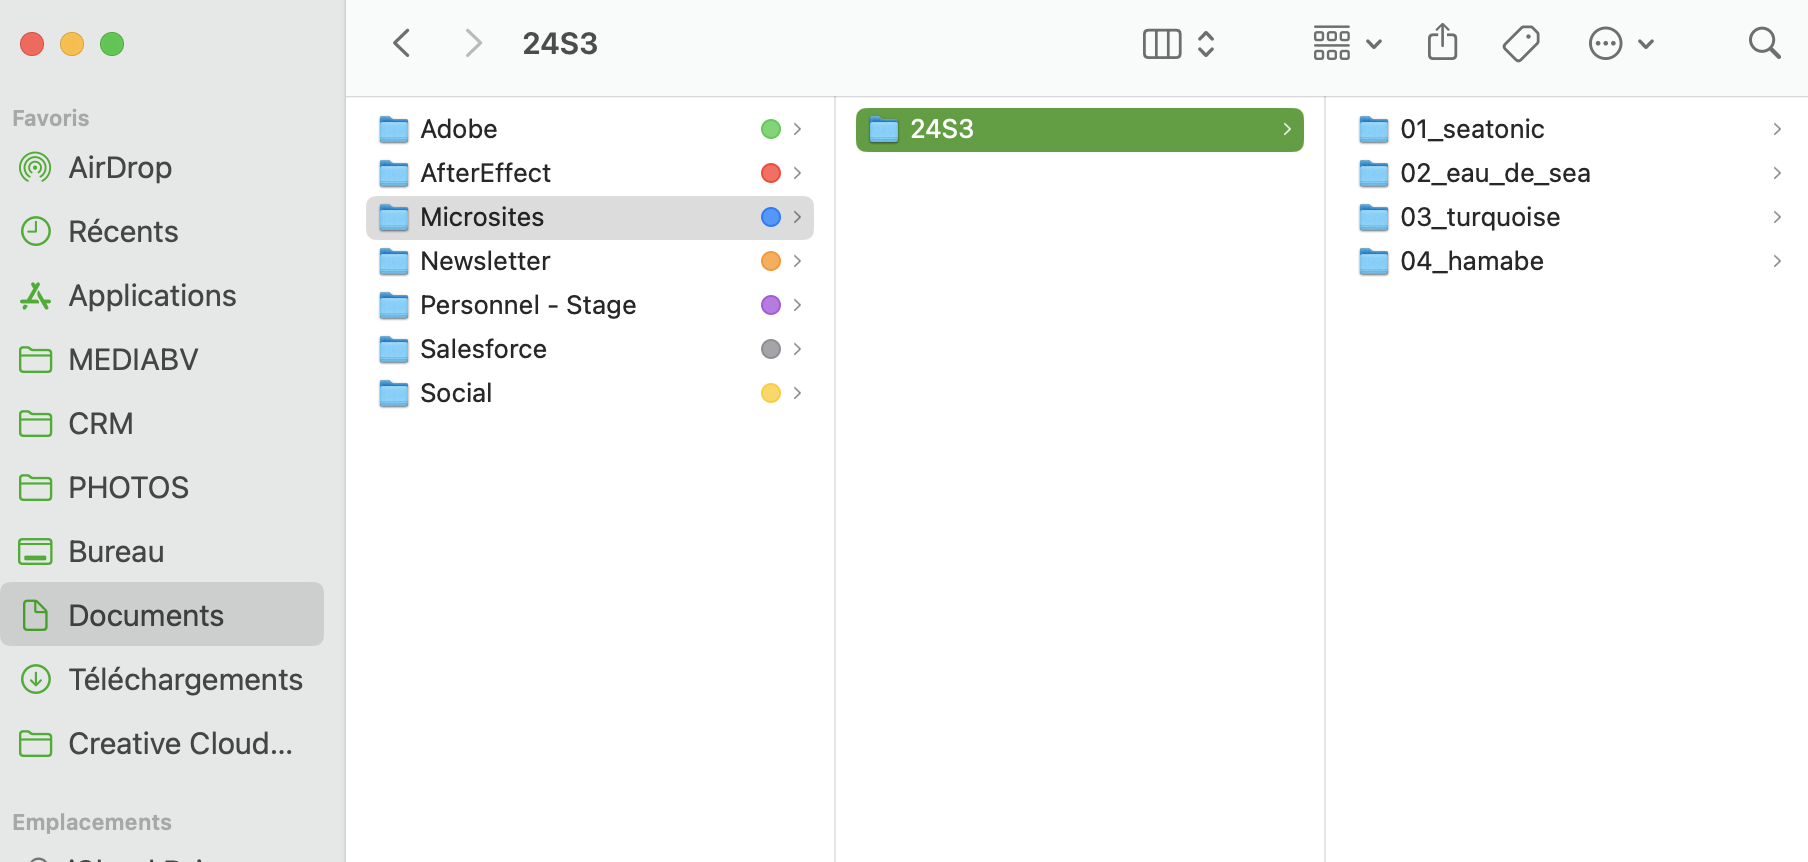 24S3
Favoris
AirDrop
Récents
Applications
MEDIABV
CRM
PHOTOS
Bureau
Documents
Téléchargements
Creative Cloud...
Emplacements
Adobe
AfterEffect
Microsites
Newsletter
Personnel - Stage
Salesforce
Social
24S3
01_seatonic
02_eau_de_sea
03_turquoise
04_hamabe